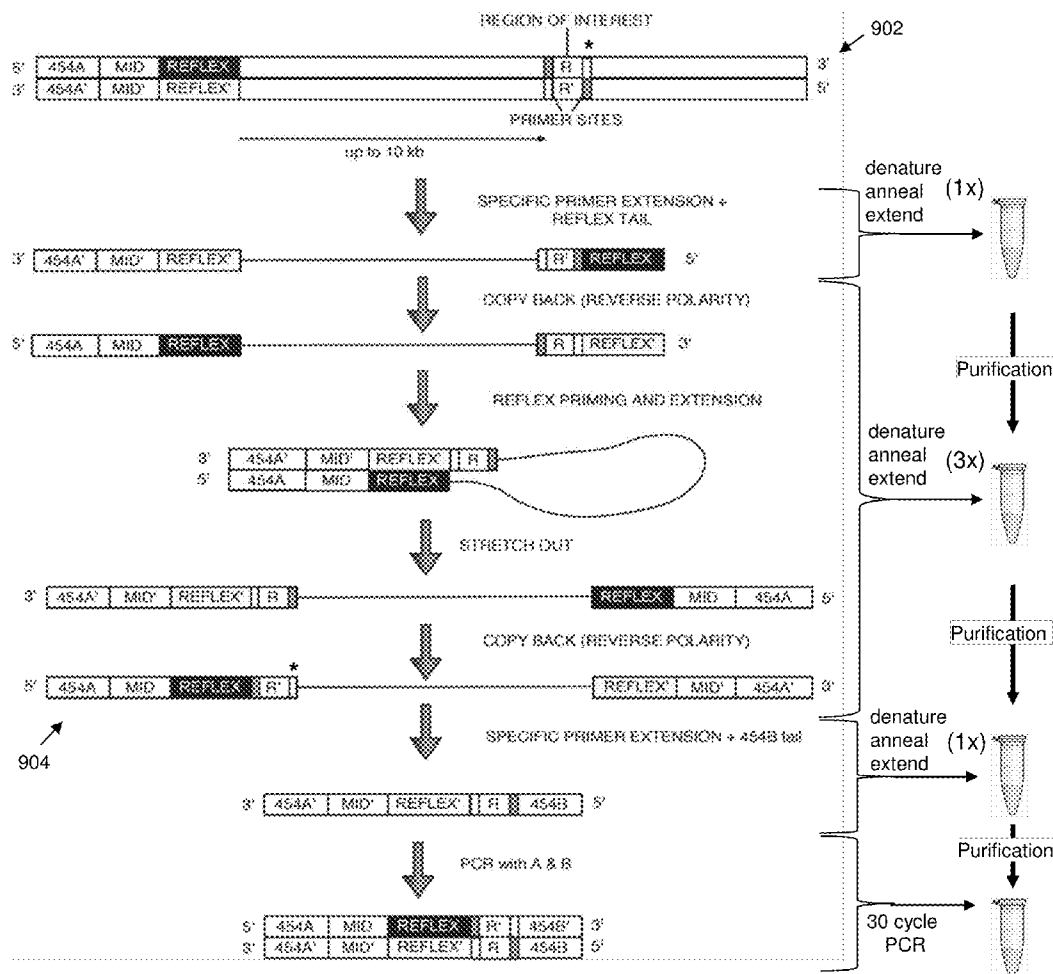 REGION OF INTEREST
*
902
5' 454A MID REFLEX R 3'
3' 454A' MID' REFLEX' R' 5'
PRIMER SITES
up to 10 kb
denature
anneal
extend
(1x)
SPECIFIC PRIMER EXTENSION +
REFLEX TAIL
3' 454A' MID' REFLEX' R' REFLEX 5'
COPY BACK (REVERSE POLARITY)
5' 454A MID REFLEX R REFLEX' 3'
Purification
REFLEX PRIMING AND EXTENSION
denature
anneal
extend
(3x)
3' 454A' MID' REFLEX' R
5' 454A MID REFLEX
STRETCH OUT
3' 454A' MID' REFLEX' R REFLEX MID 454A 5'
COPY BACK (REVERSE POLARITY)
Purification
*
5' 454A MID REFLEX R' REFLEX' MID' 454A' 3'
904
SPECIFIC PRIMER EXTENSION + 454B tail
denature
anneal
extend
(1x)
3' 454A' MID' REFLEX' R 454B 5'
PCR with A & B
Purification
5' 454A MID REFLEX R' 454B' 3'
3' 454A' MID' REFLEX' R 454B 5'
30 cycle
PCR